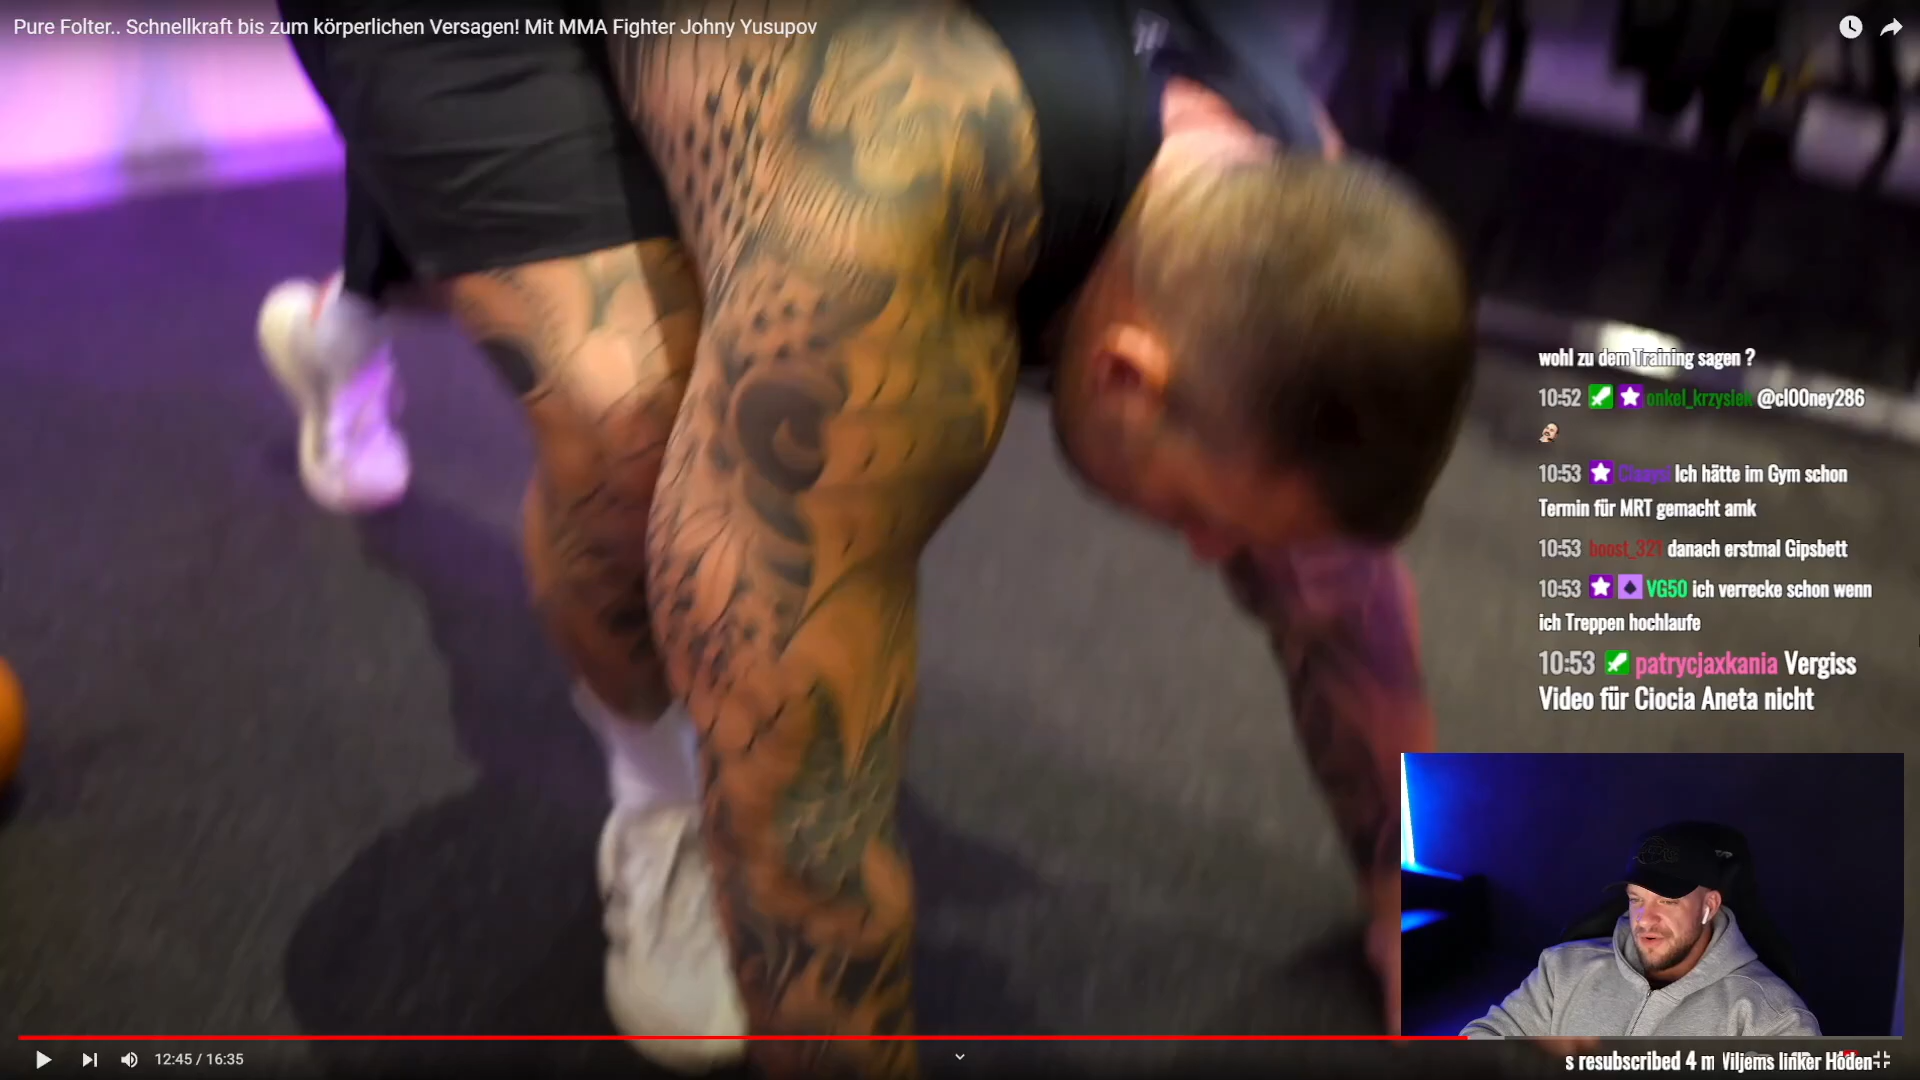 Pure Folter.. Schnellkraft bis zum körperlichen Versagen! Mit MMA Fighter Johny Yusupov
wohl zu dem Training sagen ?
10:52 onkel_krzysiek @cl00ney286
10:53 Ich hätte im Gym schon
Termin für MRT gemacht amk
10:53 boost_321 danach erstmal Gipsbett
10:53 VG50 ich verrecke schon wenn
ich Treppen hochlaufe
10:53 patrycjaxkania Vergiss
Video für Ciocia Aneta nicht
12:45 / 16:35
s resubscribed 4 m Viljems linker Hoden